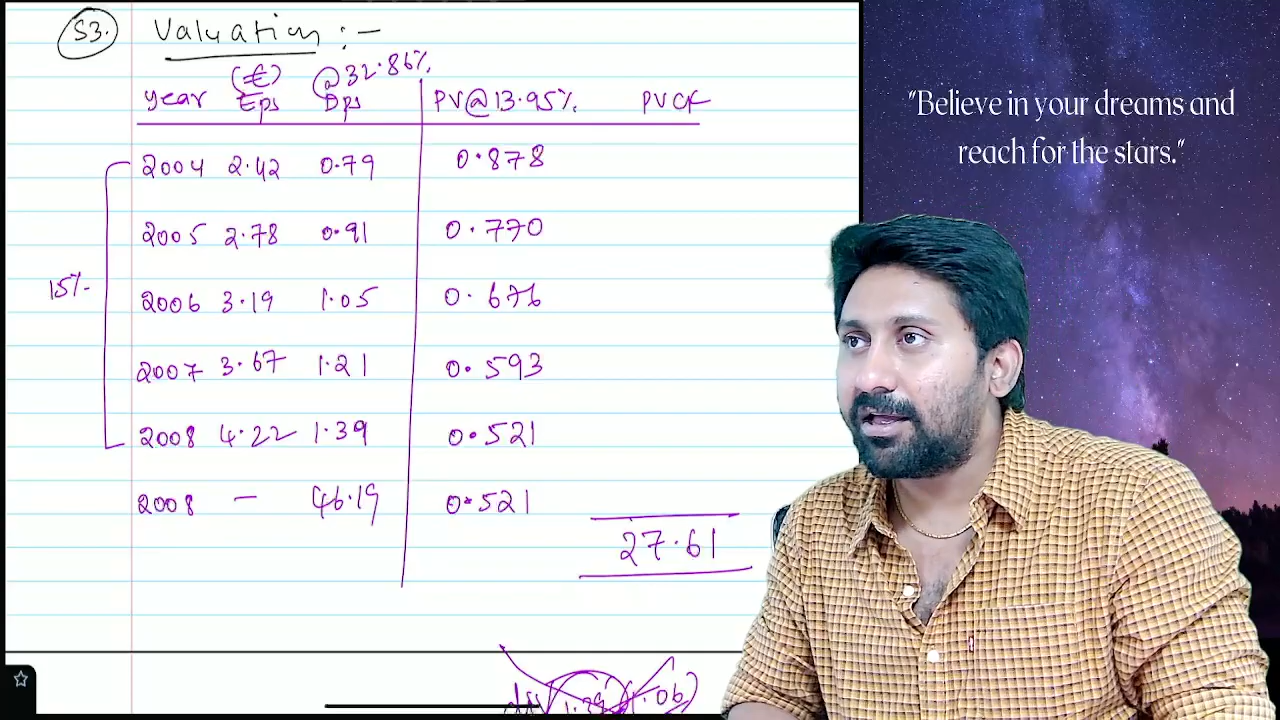 S3. Valuation :-
(€) @32.86%
year Eps Dps PV@13.95% PVCF
2004 2.42 0.79 0.878
2005 2.78 0.91 0.770
15% 2006 3.19 1.05 0.676
2007 3.67 1.21 0.593
2008 4.22 1.39 0.521
2008 - 46.19 0.521
27.61
"Believe in your dreams and
reach for the stars."